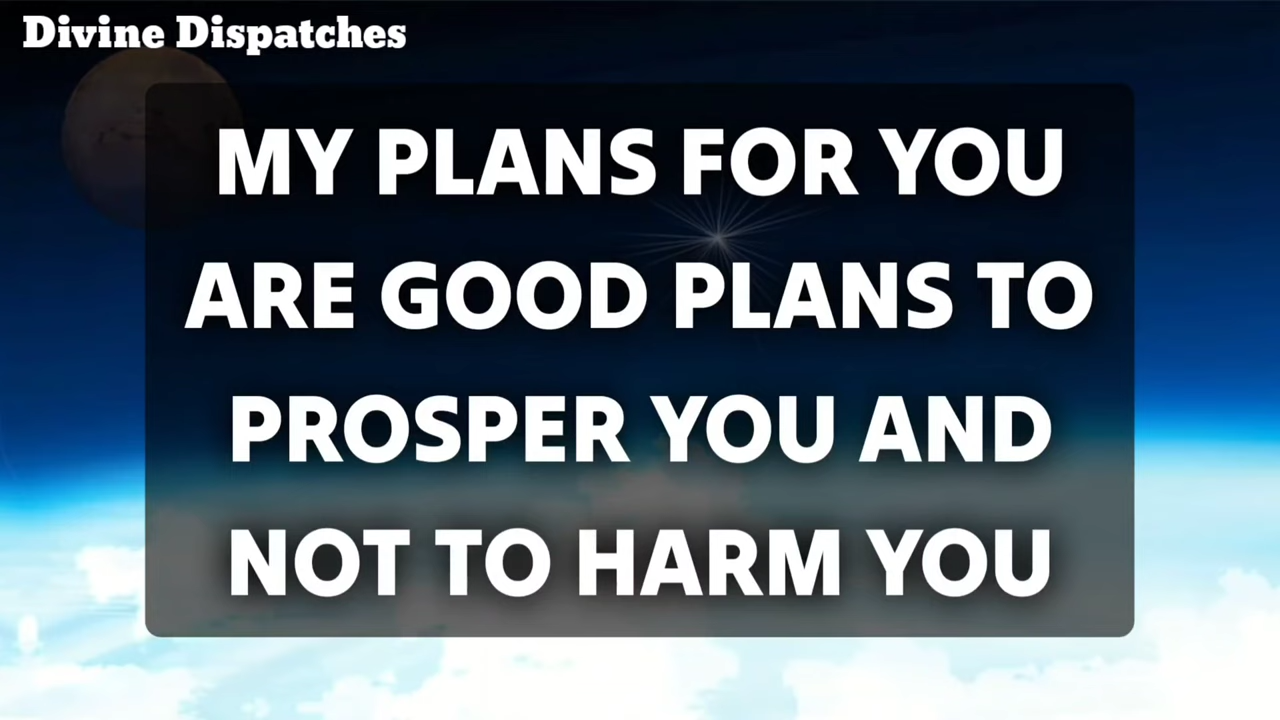 Divine Dispatches
MY PLANS FOR YOU
ARE GOOD PLANS TO
PROSPER YOU AND
NOT TO HARM YOU